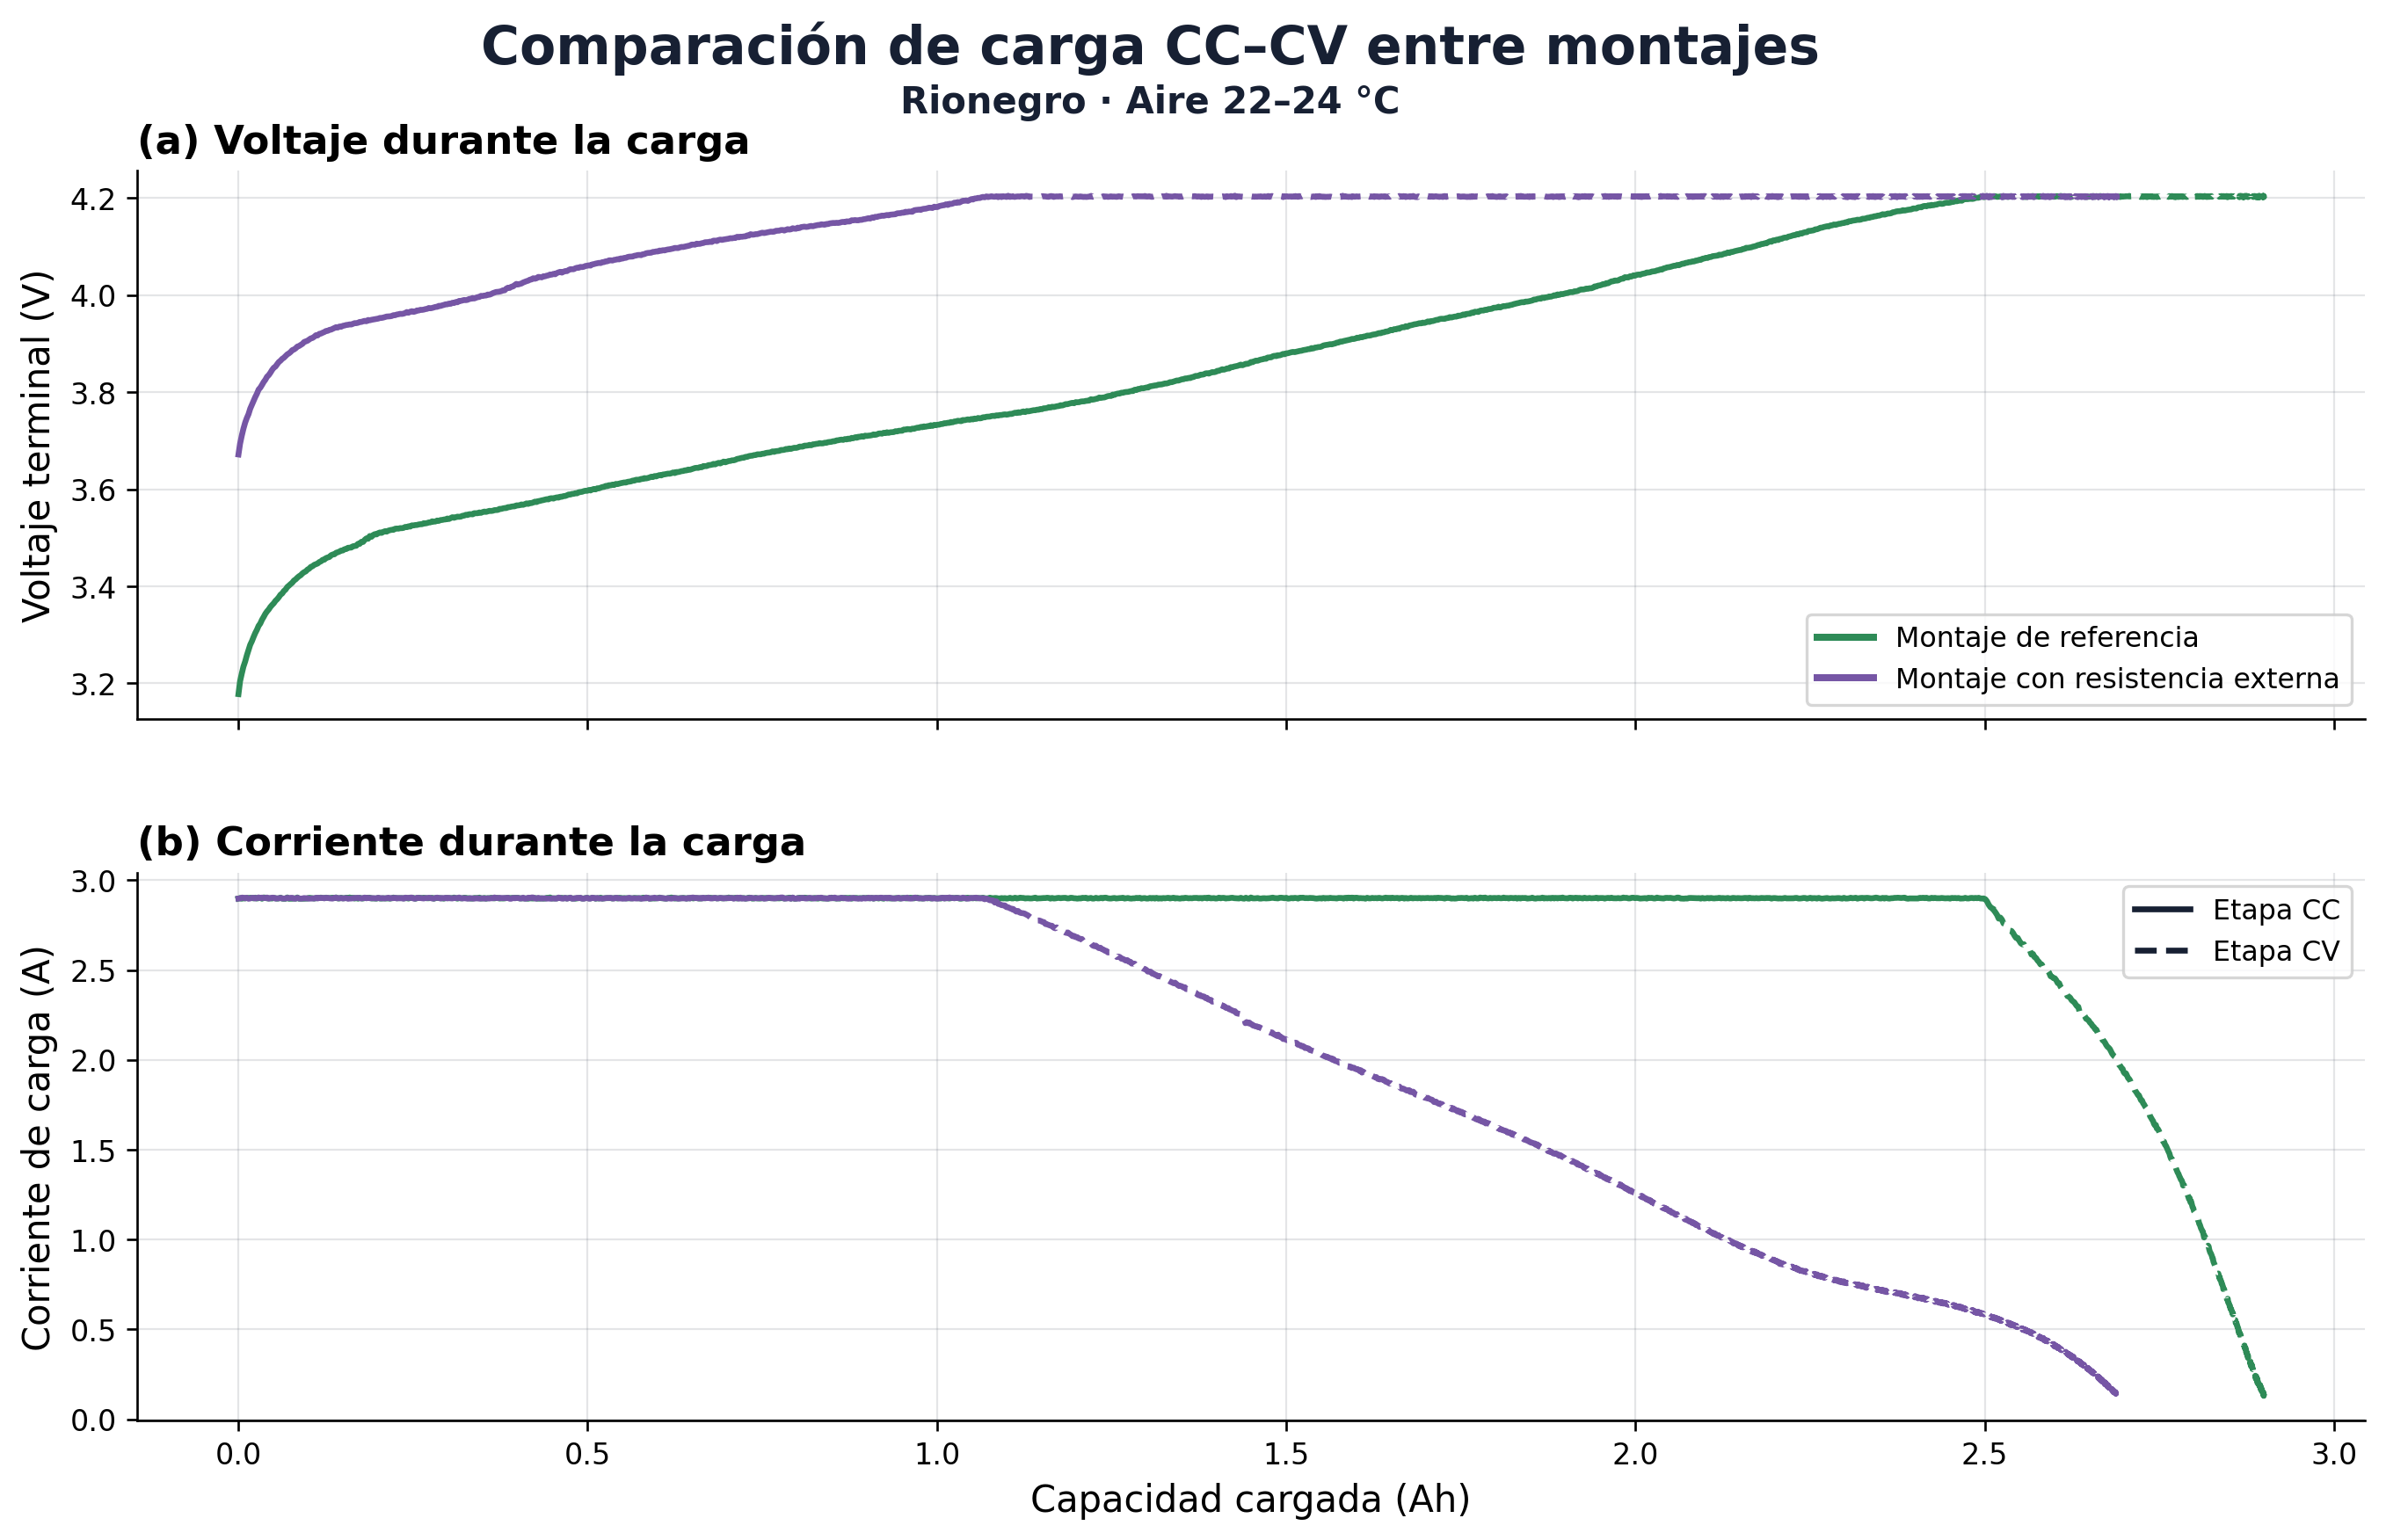 Comparación de carga CC–CV entre montajes
Rionegro · Aire 22–24 °C
(a) Voltaje durante la carga
Voltaje terminal (V)
4.2
4.0
3.8
3.6
3.4
3.2
Montaje de referencia
Montaje con resistencia externa
(b) Corriente durante la carga
Corriente de carga (A)
3.0
2.5
2.0
1.5
1.0
0.5
0.0
Etapa CC
Etapa CV
0.0 0.5 1.0 1.5 2.0 2.5 3.0
Capacidad cargada (Ah)